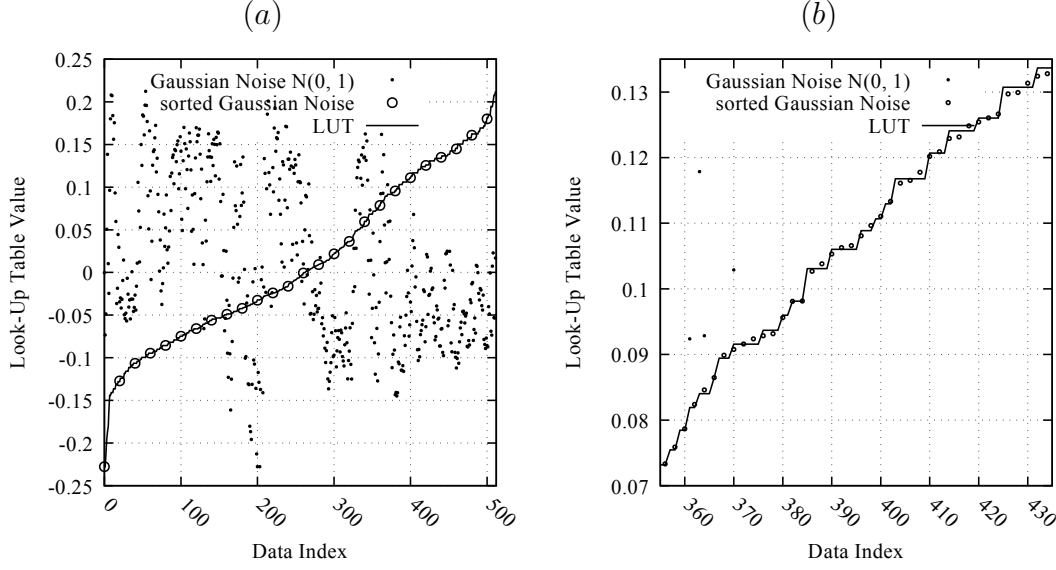 (a)
Gaussian Noise N(0, 1)
sorted Gaussian Noise
LUT
Look-Up Table Value
0.25
0.2
0.15
0.1
0.05
0
-0.05
-0.1
-0.15
-0.2
-0.25
0
100
200
300
400
500
Data Index
(b)
Gaussian Noise N(0, 1)
sorted Gaussian Noise
LUT
Look-Up Table Value
0.13
0.12
0.11
0.1
0.09
0.08
0.07
360
370
380
390
400
410
420
430
Data Index